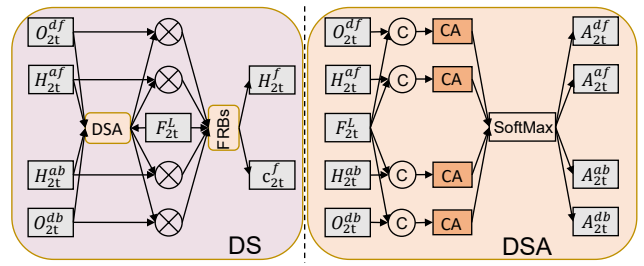 O_{2t}^{df}
H_{2t}^{af}
DSA
F_{2t}^{L}
H_{2t}^{ab}
O_{2t}^{db}
FRBs
H_{2t}^{f}
c_{2t}^{f}
DS
O_{2t}^{df} C CA A_{2t}^{df}
H_{2t}^{af} C CA A_{2t}^{af}
F_{2t}^{L} SoftMax
H_{2t}^{ab} C CA A_{2t}^{ab}
O_{2t}^{db} C CA A_{2t}^{db}
DSA